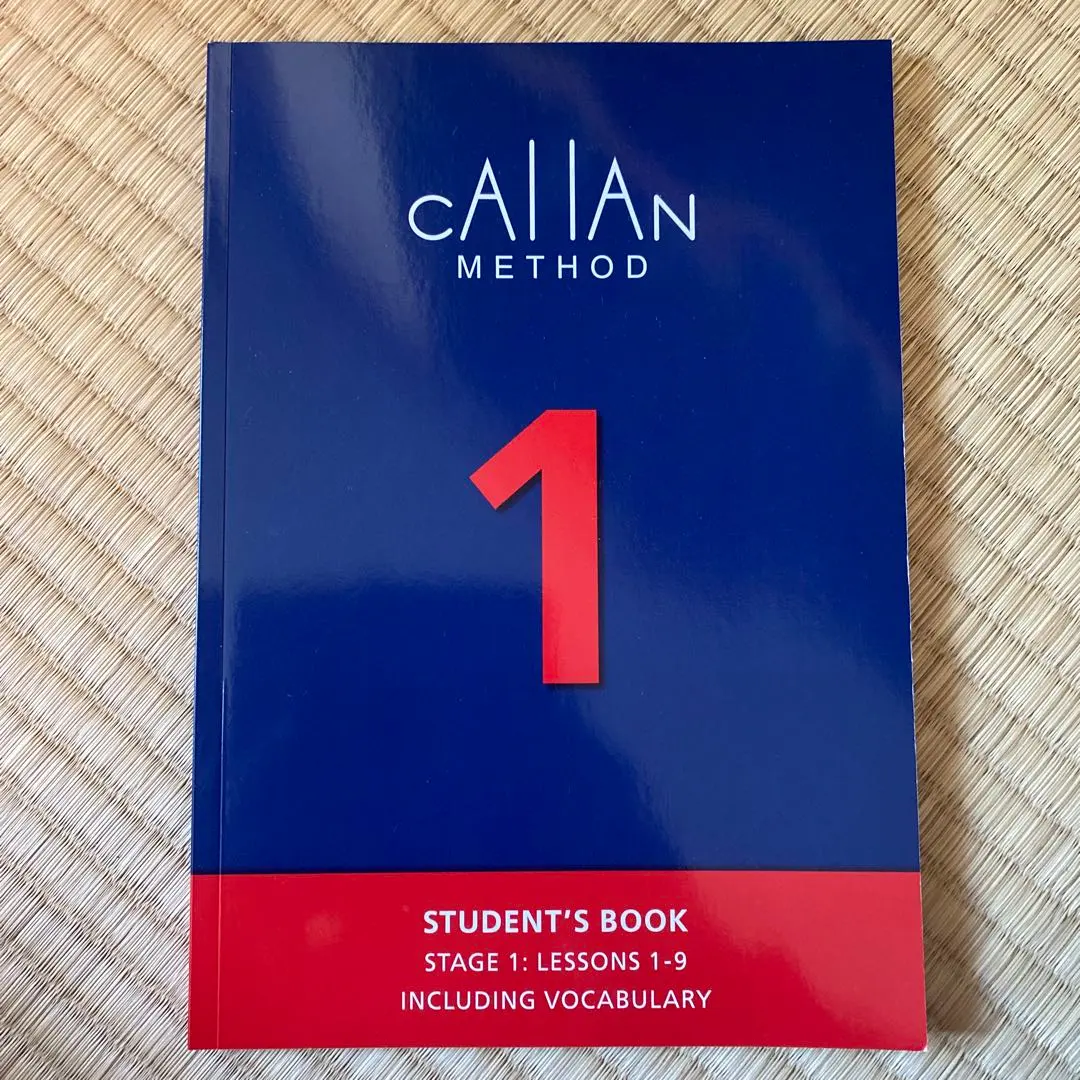 CAllAN
METHOD
1
STUDENT'S BOOK
STAGE 1: LESSONS 1-9
INCLUDING VOCABULARY